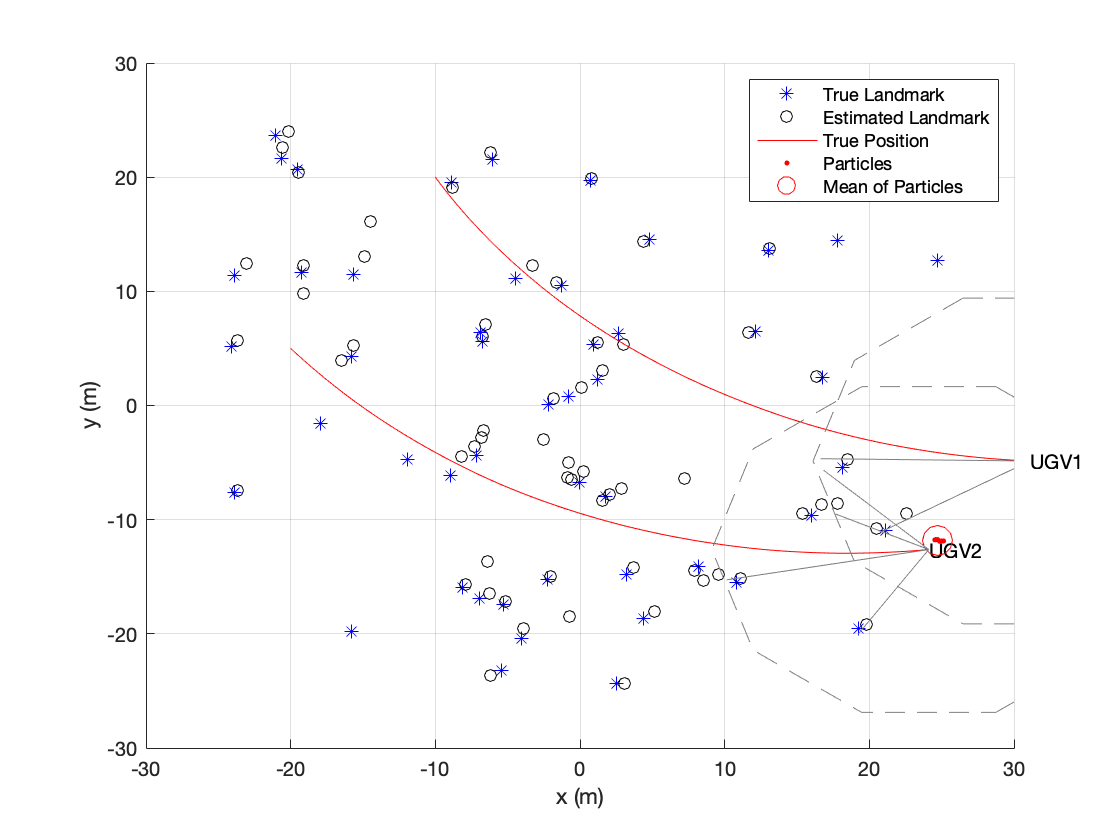 30
20
10
0
-10
-20
-30
y (m)
-30 -20 -10 0 10 20 30
x (m)
True Landmark
Estimated Landmark
True Position
Particles
Mean of Particles
UGV1
UGV2